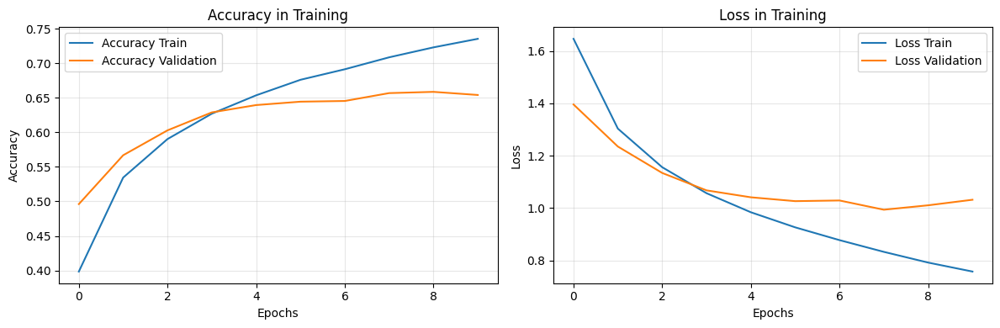 Accuracy in Training
Accuracy Train
Accuracy Validation
Accuracy
0.75
0.70
0.65
0.60
0.55
0.50
0.45
0.40
0 2 4 6 8
Epochs
Loss in Training
Loss Train
Loss Validation
Loss
1.6
1.4
1.2
1.0
0.8
0 2 4 6 8
Epochs